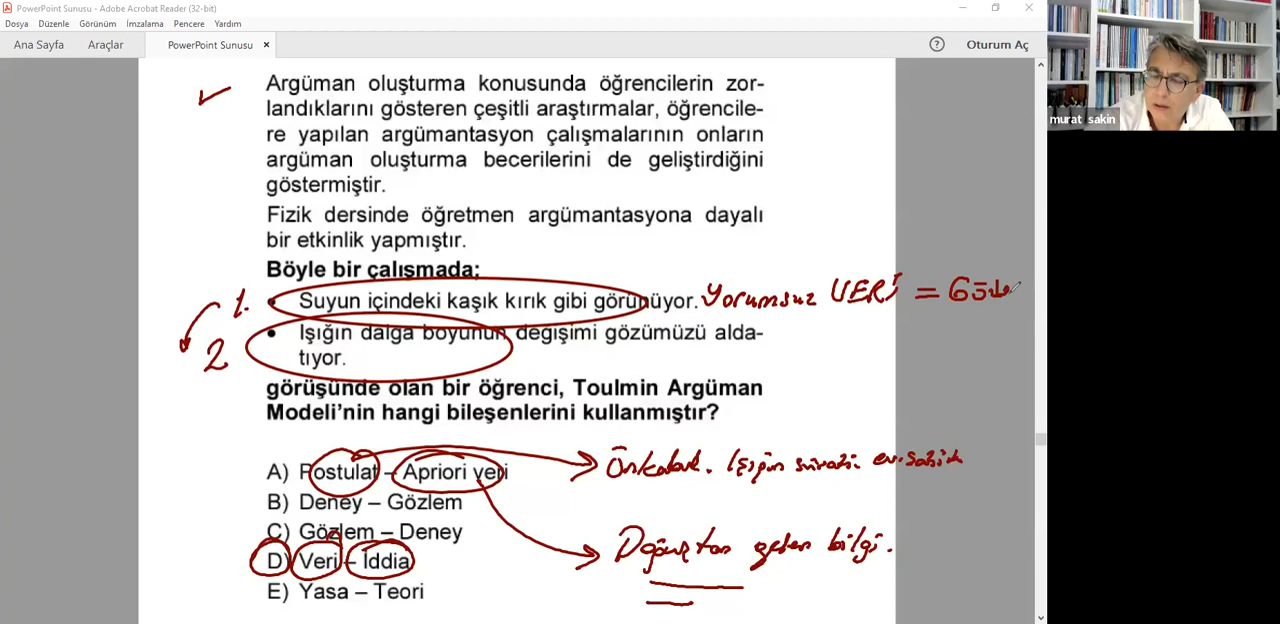 PowerPoint Sunusu - Adobe Acrobat Reader (32-bit)
Dosya Düzenle Görünüm İmzalama Pencere Yardım
Ana Sayfa Araçlar PowerPoint Sunusu × ? Oturum Aç
murat sakin
Argüman oluşturma konusunda öğrencilerin zor-
landıklarını gösteren çeşitli araştırmalar, öğrencile-
re yapılan argümantasyon çalışmalarının onların
argüman oluşturma becerilerini de geliştirdiğini
göstermiştir.
Fizik dersinde öğretmen argümantasyona dayalı
bir etkinlik yapmıştır.
Böyle bir çalışmada;
1. • Suyun içindeki kaşık kırık gibi görünüyor. Yorumsuz VERİ =
2 • Işığın dalga boyunun değişimi gözümüzü alda-
tıyor.
görüşünde olan bir öğrenci, Toulmin Argüman
Modeli'nin hangi bileşenlerini kullanmıştır?
A) Postulat – Apriori veri Işığın
B) Deney – Gözlem
C) Gözlem – Deney
Doğuştan gelen bilgi.
D) Veri – İddia
E) Yasa – Teori